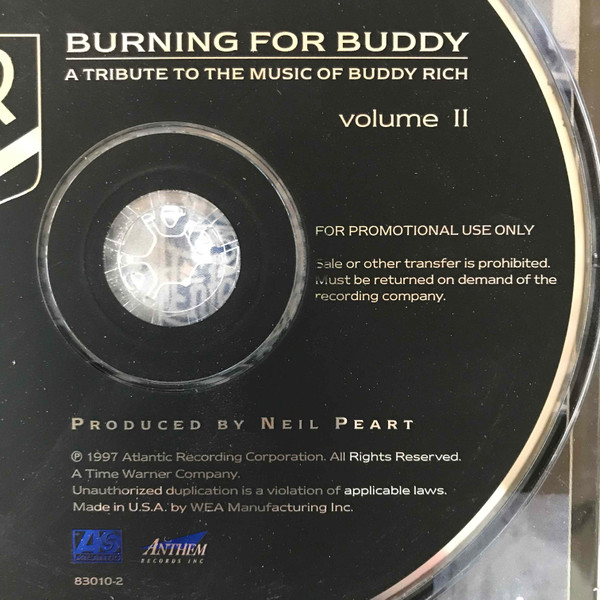 BURNING FOR BUDDY
A TRIBUTE TO THE MUSIC OF BUDDY RICH
volume II
FOR PROMOTIONAL USE ONLY
Sale or other transfer is prohibited.
Must be returned on demand of the
recording company.
PRODUCED BY NEIL PEART
℗ 1997 Atlantic Recording Corporation. All Rights Reserved.
A Time Warner Company.
Unauthorized duplication is a violation of applicable laws.
Made in U.S.A. by WEA Manufacturing Inc.
ANTHEM
RECORDS INC
83010-2